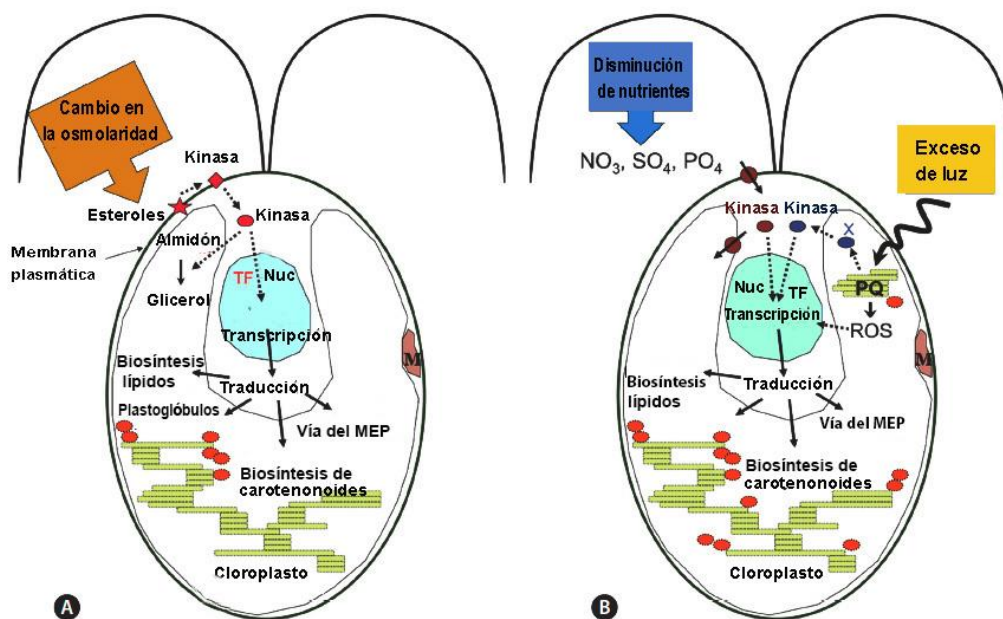 Cambio en
la osmolaridad
Kinasa
Esteroles
Kinasa
Almidón
Membrana
plasmática
Glicerol
TF
Nuc
Transcripción
Biosíntesis
lípidos
Traducción
Plastoglóbulos
Vía del MEP
Biosíntesis de
carotenonoides
Cloroplasto
M
A
Disminución
de nutrientes
NO3, SO4, PO4
Exceso
de luz
Kinasa
Kinasa
X
Nuc
TF
PQ
Transcripción
ROS
M
Biosíntesis
lípidos
Traducción
Vía del MEP
Biosíntesis de
carotenonoides
Cloroplasto
B